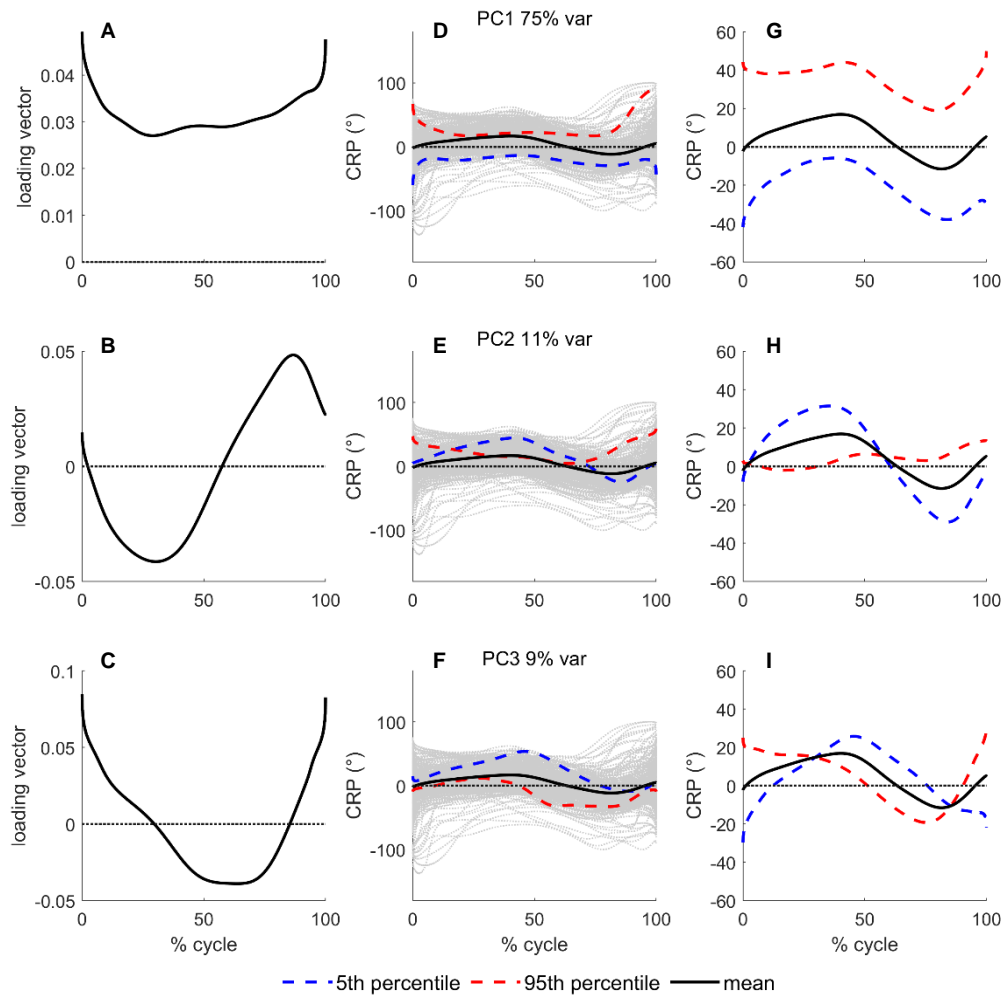 A
loading vector
0.04
0.03
0.02
0.01
0
0
50
100
D
PC1 75% var
CRP (°)
100
0
-100
0
50
100
G
CRP (°)
60
40
20
0
-20
-40
-60
0
50
100
B
loading vector
0.05
0
-0.05
0
50
100
E
PC2 11% var
CRP (°)
100
0
-100
0
50
100
H
CRP (°)
60
40
20
0
-20
-40
-60
0
50
100
C
loading vector
0.1
0.05
0
-0.05
0
50
100
% cycle
F
PC3 9% var
CRP (°)
100
0
-100
0
50
100
% cycle
I
CRP (°)
60
40
20
0
-20
-40
-60
0
50
100
% cycle
5th percentile
95th percentile
mean